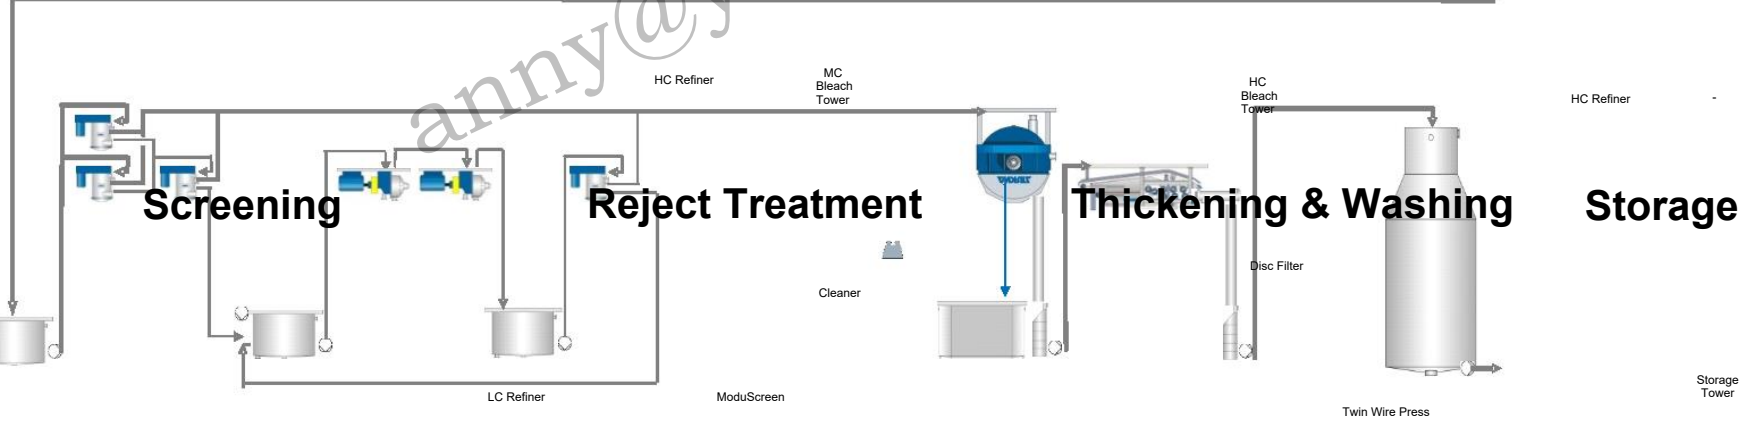 anny@y
HC Refiner
MC
Bleach
Tower
HC
Bleach
Tower
HC Refiner
-
Screening
Reject Treatment
Thickening & Washing
Storage
Disc Filter
Cleaner
LC Refiner
ModuScreen
Storage
Tower
Twin Wire Press